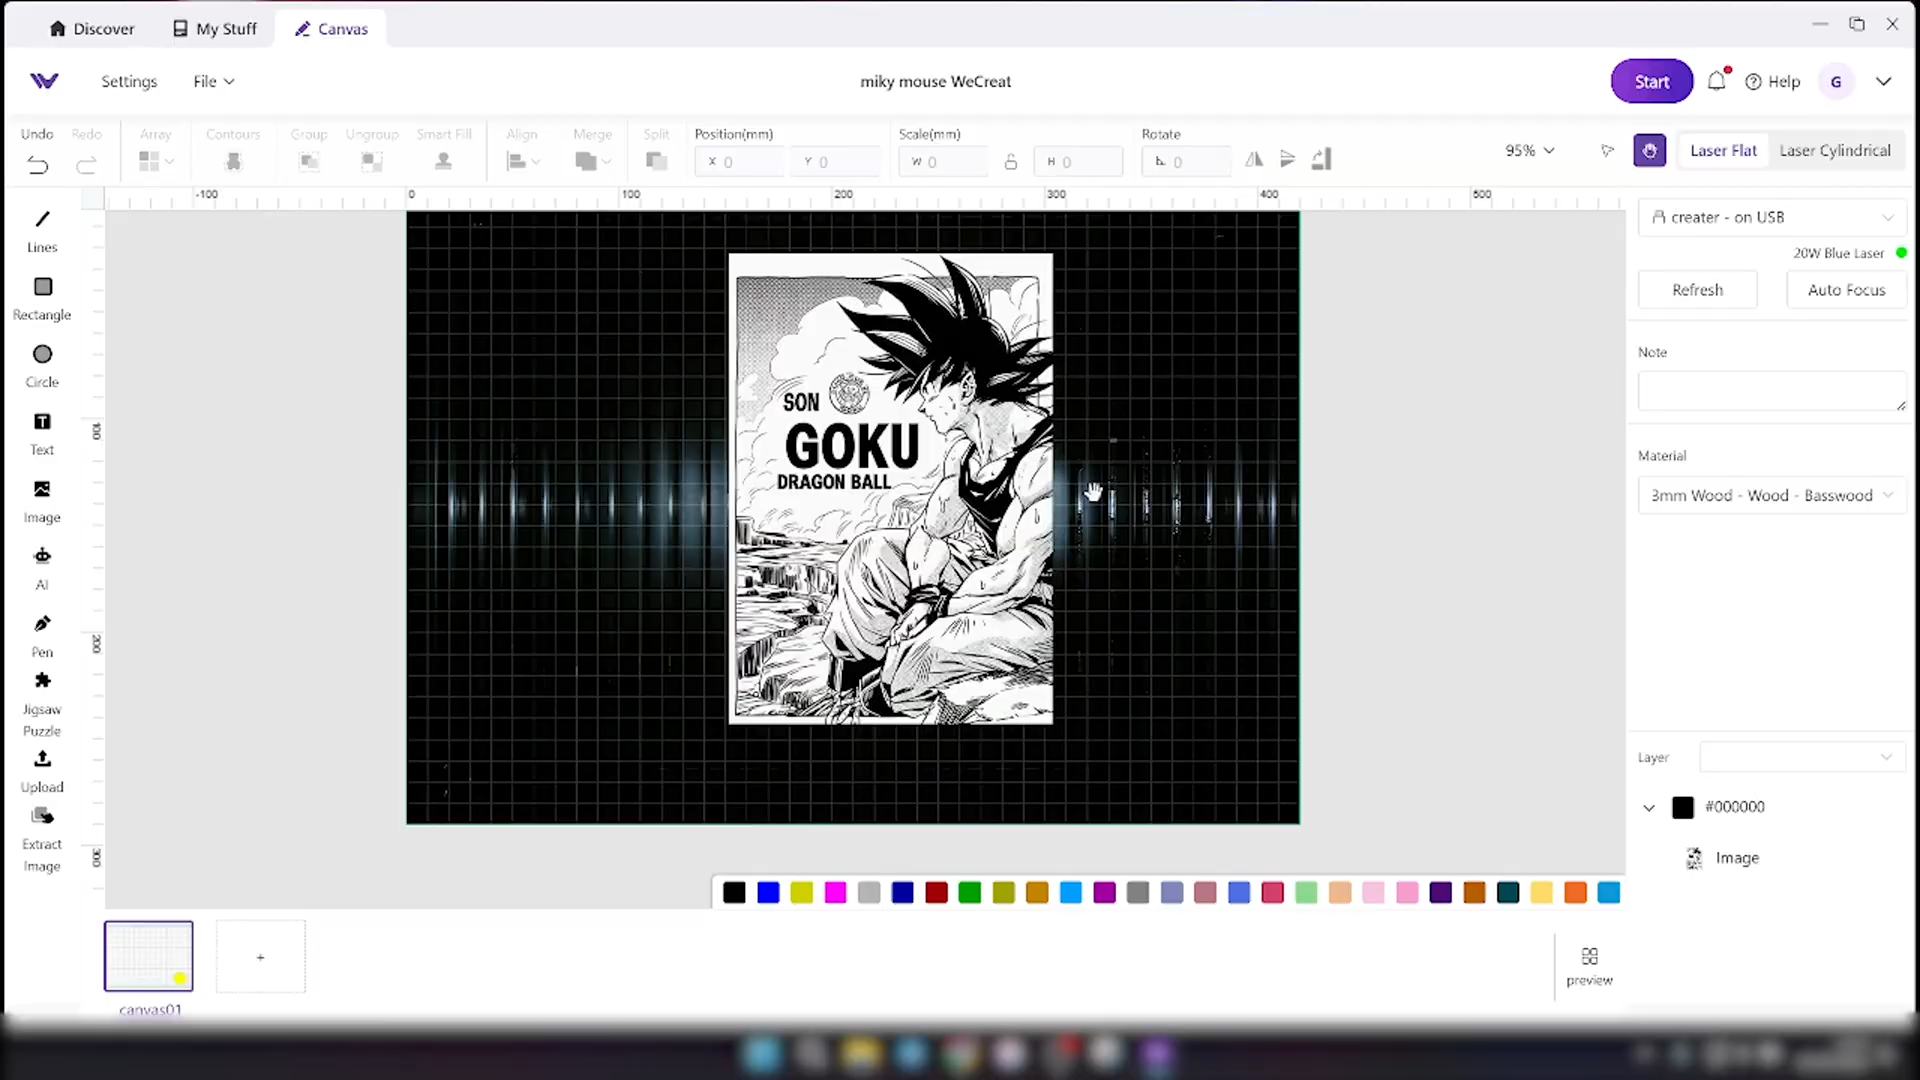 Discover
My Stuff
Canvas
Settings
File
miky mouse WeCreat
Start
Help
G
Undo
Redo
Array
Contours
Group
Ungroup
Smart Fill
Align
Merge
Split
Position(mm)
X 0
Y 0
Scale(mm)
W 0
H 0
Rotate
0
95%
Laser Flat
Laser Cylindrical
-100
0
100
200
300
400
500
100
200
300
Lines
Rectangle
Circle
Text
Image
AI
Pen
Jigsaw
Puzzle
Upload
Extract
Image
SON
GOKU
DRAGON BALL
creater - on USB
20W Blue Laser
Refresh
Auto Focus
Note
Material
3mm Wood - Wood - Basswood
Layer
#000000
Image
+
canvas01
preview